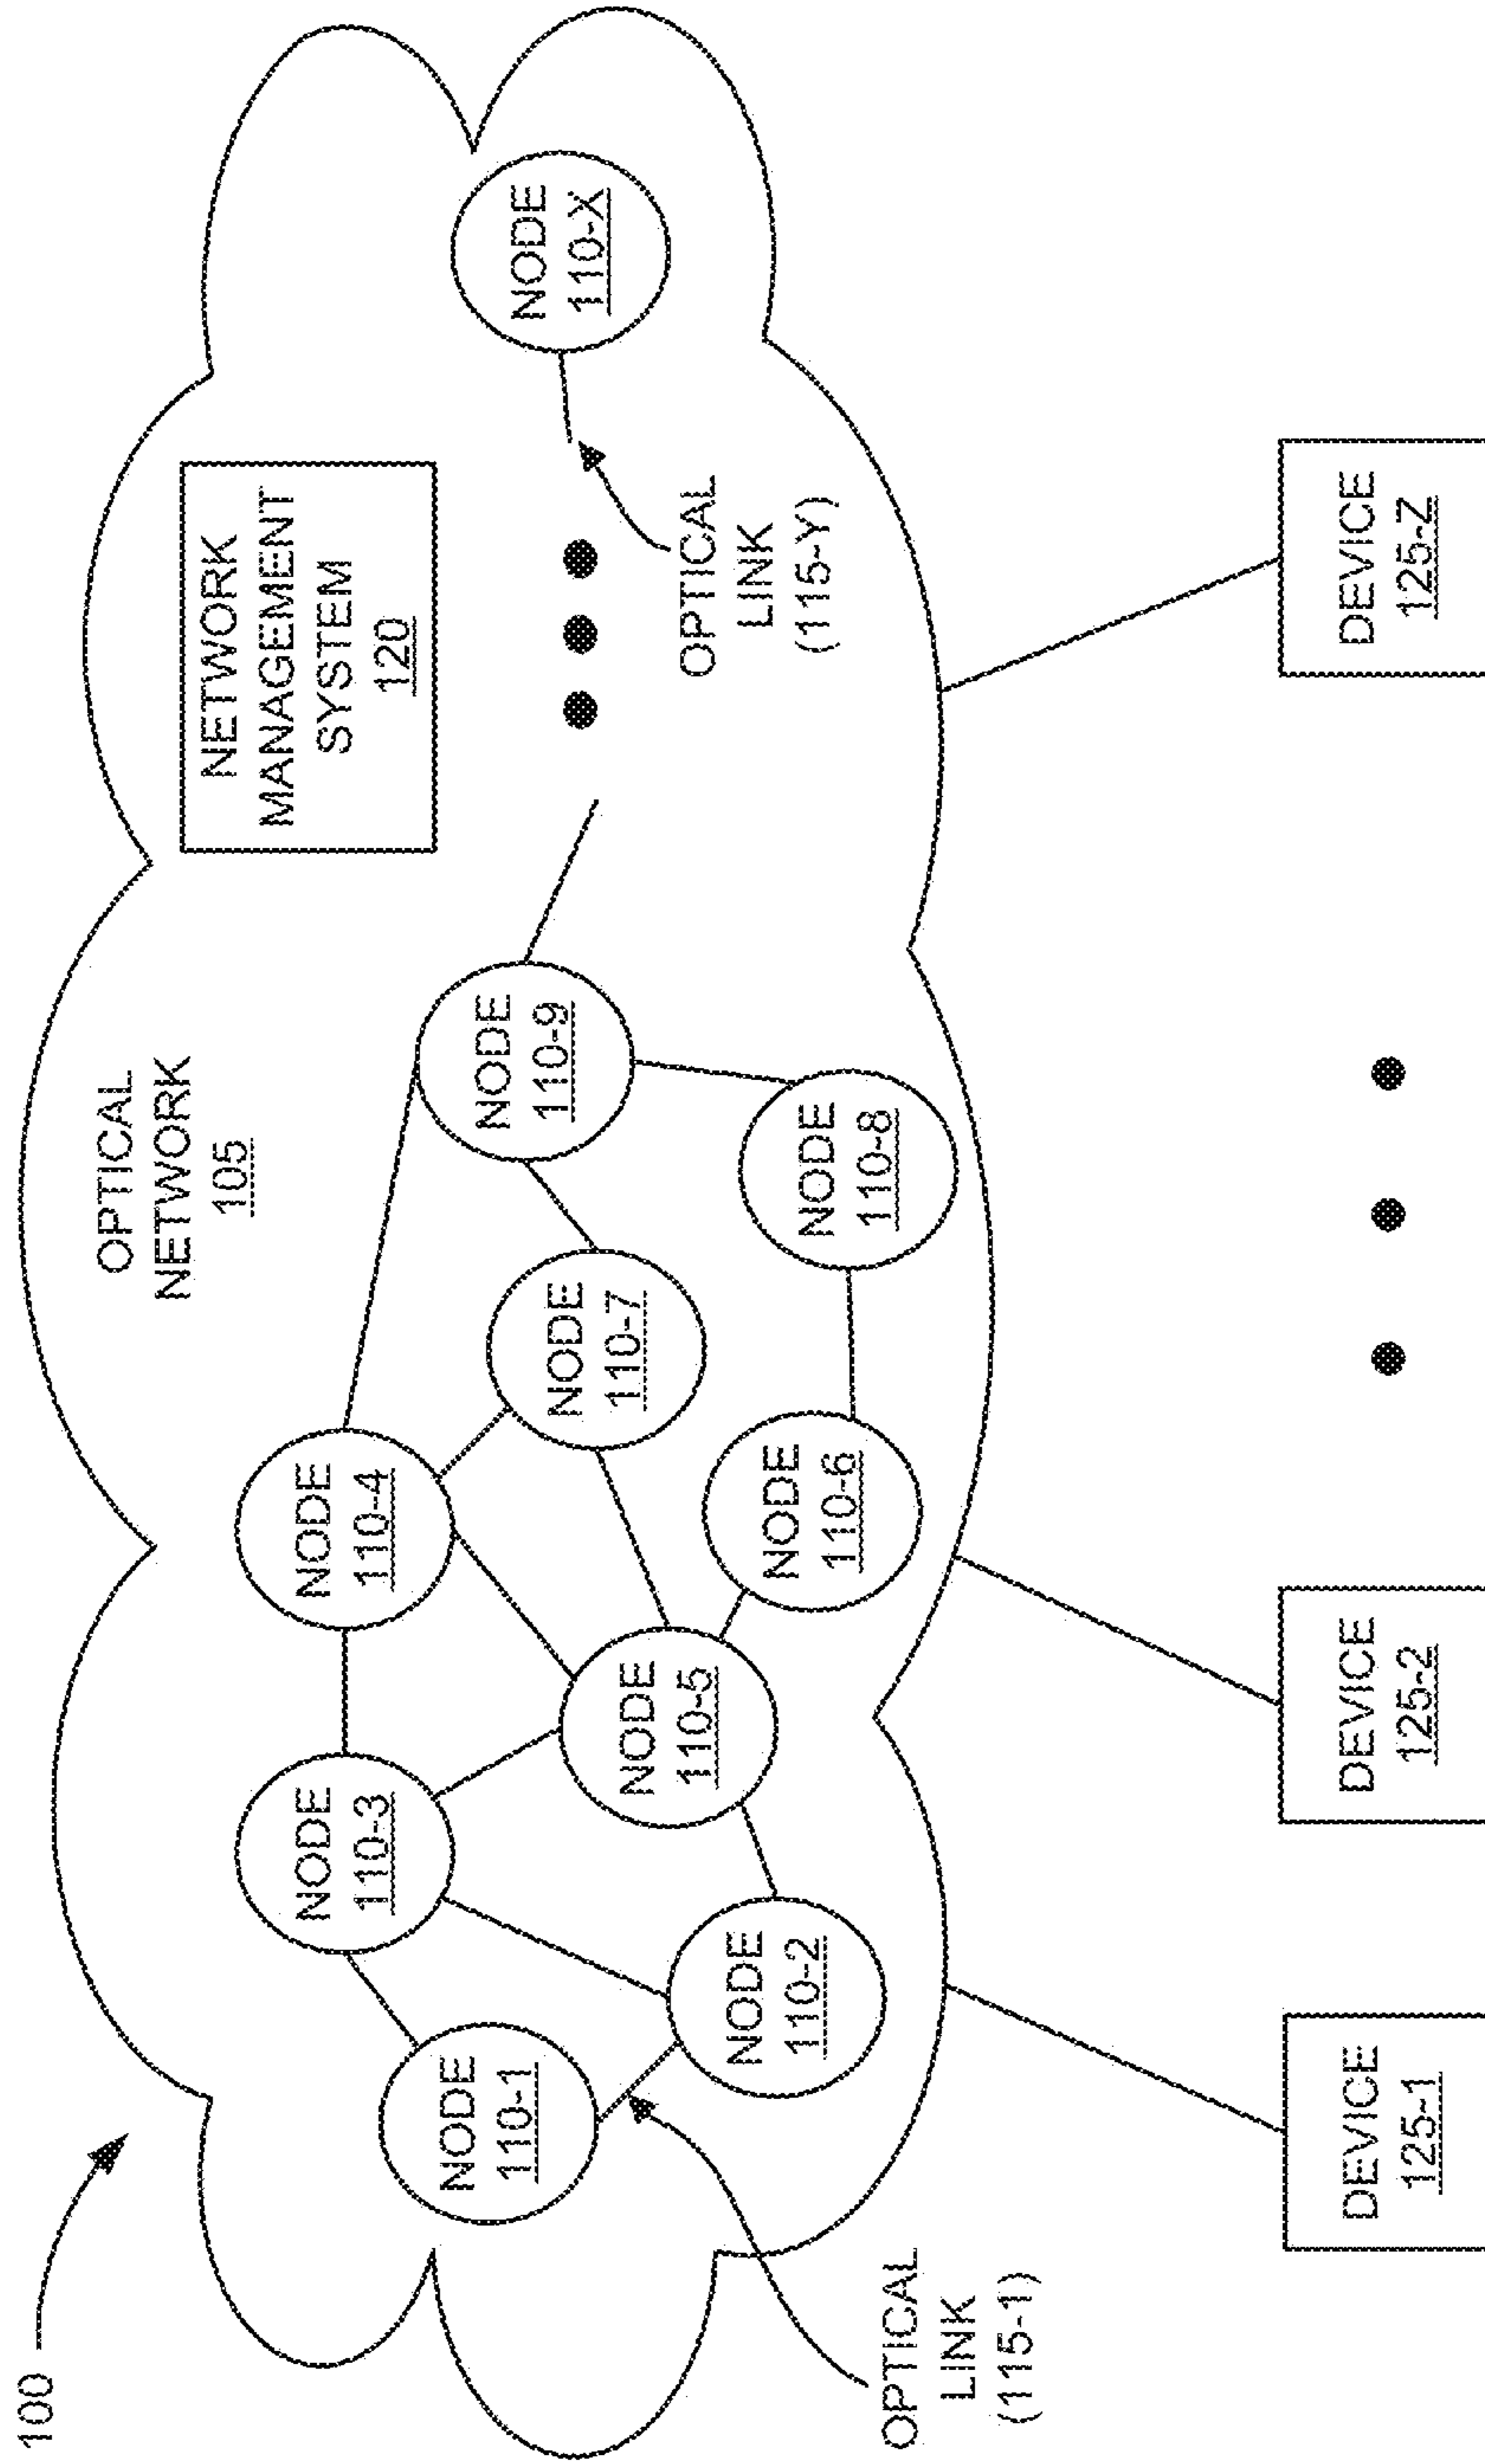 100
OPTICAL
NETWORK
105
NETWORK
MANAGEMENT
SYSTEM
120
NODE
110-1
NODE
110-2
NODE
110-3
NODE
110-4
NODE
110-5
NODE
110-6
NODE
110-7
NODE
110-8
NODE
110-9
NODE
110-X
OPTICAL
LINK
(115-1)
OPTICAL
LINK
(115-Y)
DEVICE
125-1
DEVICE
125-2
DEVICE
125-Z